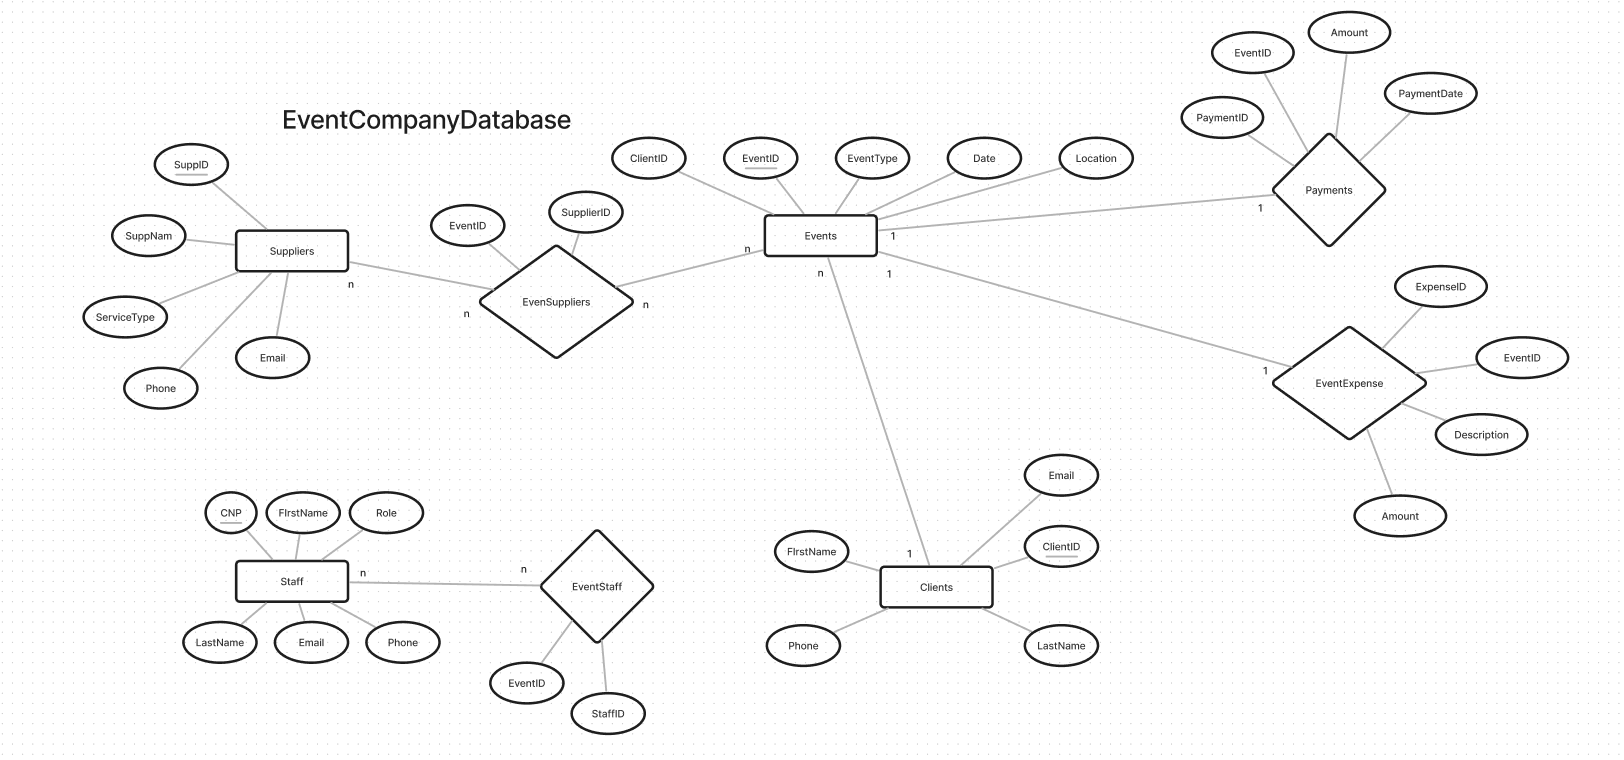 EventCompanyDatabase
SuppID
SuppNam
ServiceType
Phone
Email
Suppliers
n
n
EventID
SupplierID
EvenSuppliers
n
n
ClientID
EventID
EventType
Date
Location
Events
1
n
1
1
PaymentID
EventID
Amount
PaymentDate
Payments
1
ExpenseID
EventID
Description
Amount
EventExpense
CNP
FIrstName
Role
Staff
n
n
LastName
Email
Phone
EventStaff
EventID
StaffID
1
FIrstName
Email
ClientID
Clients
Phone
LastName